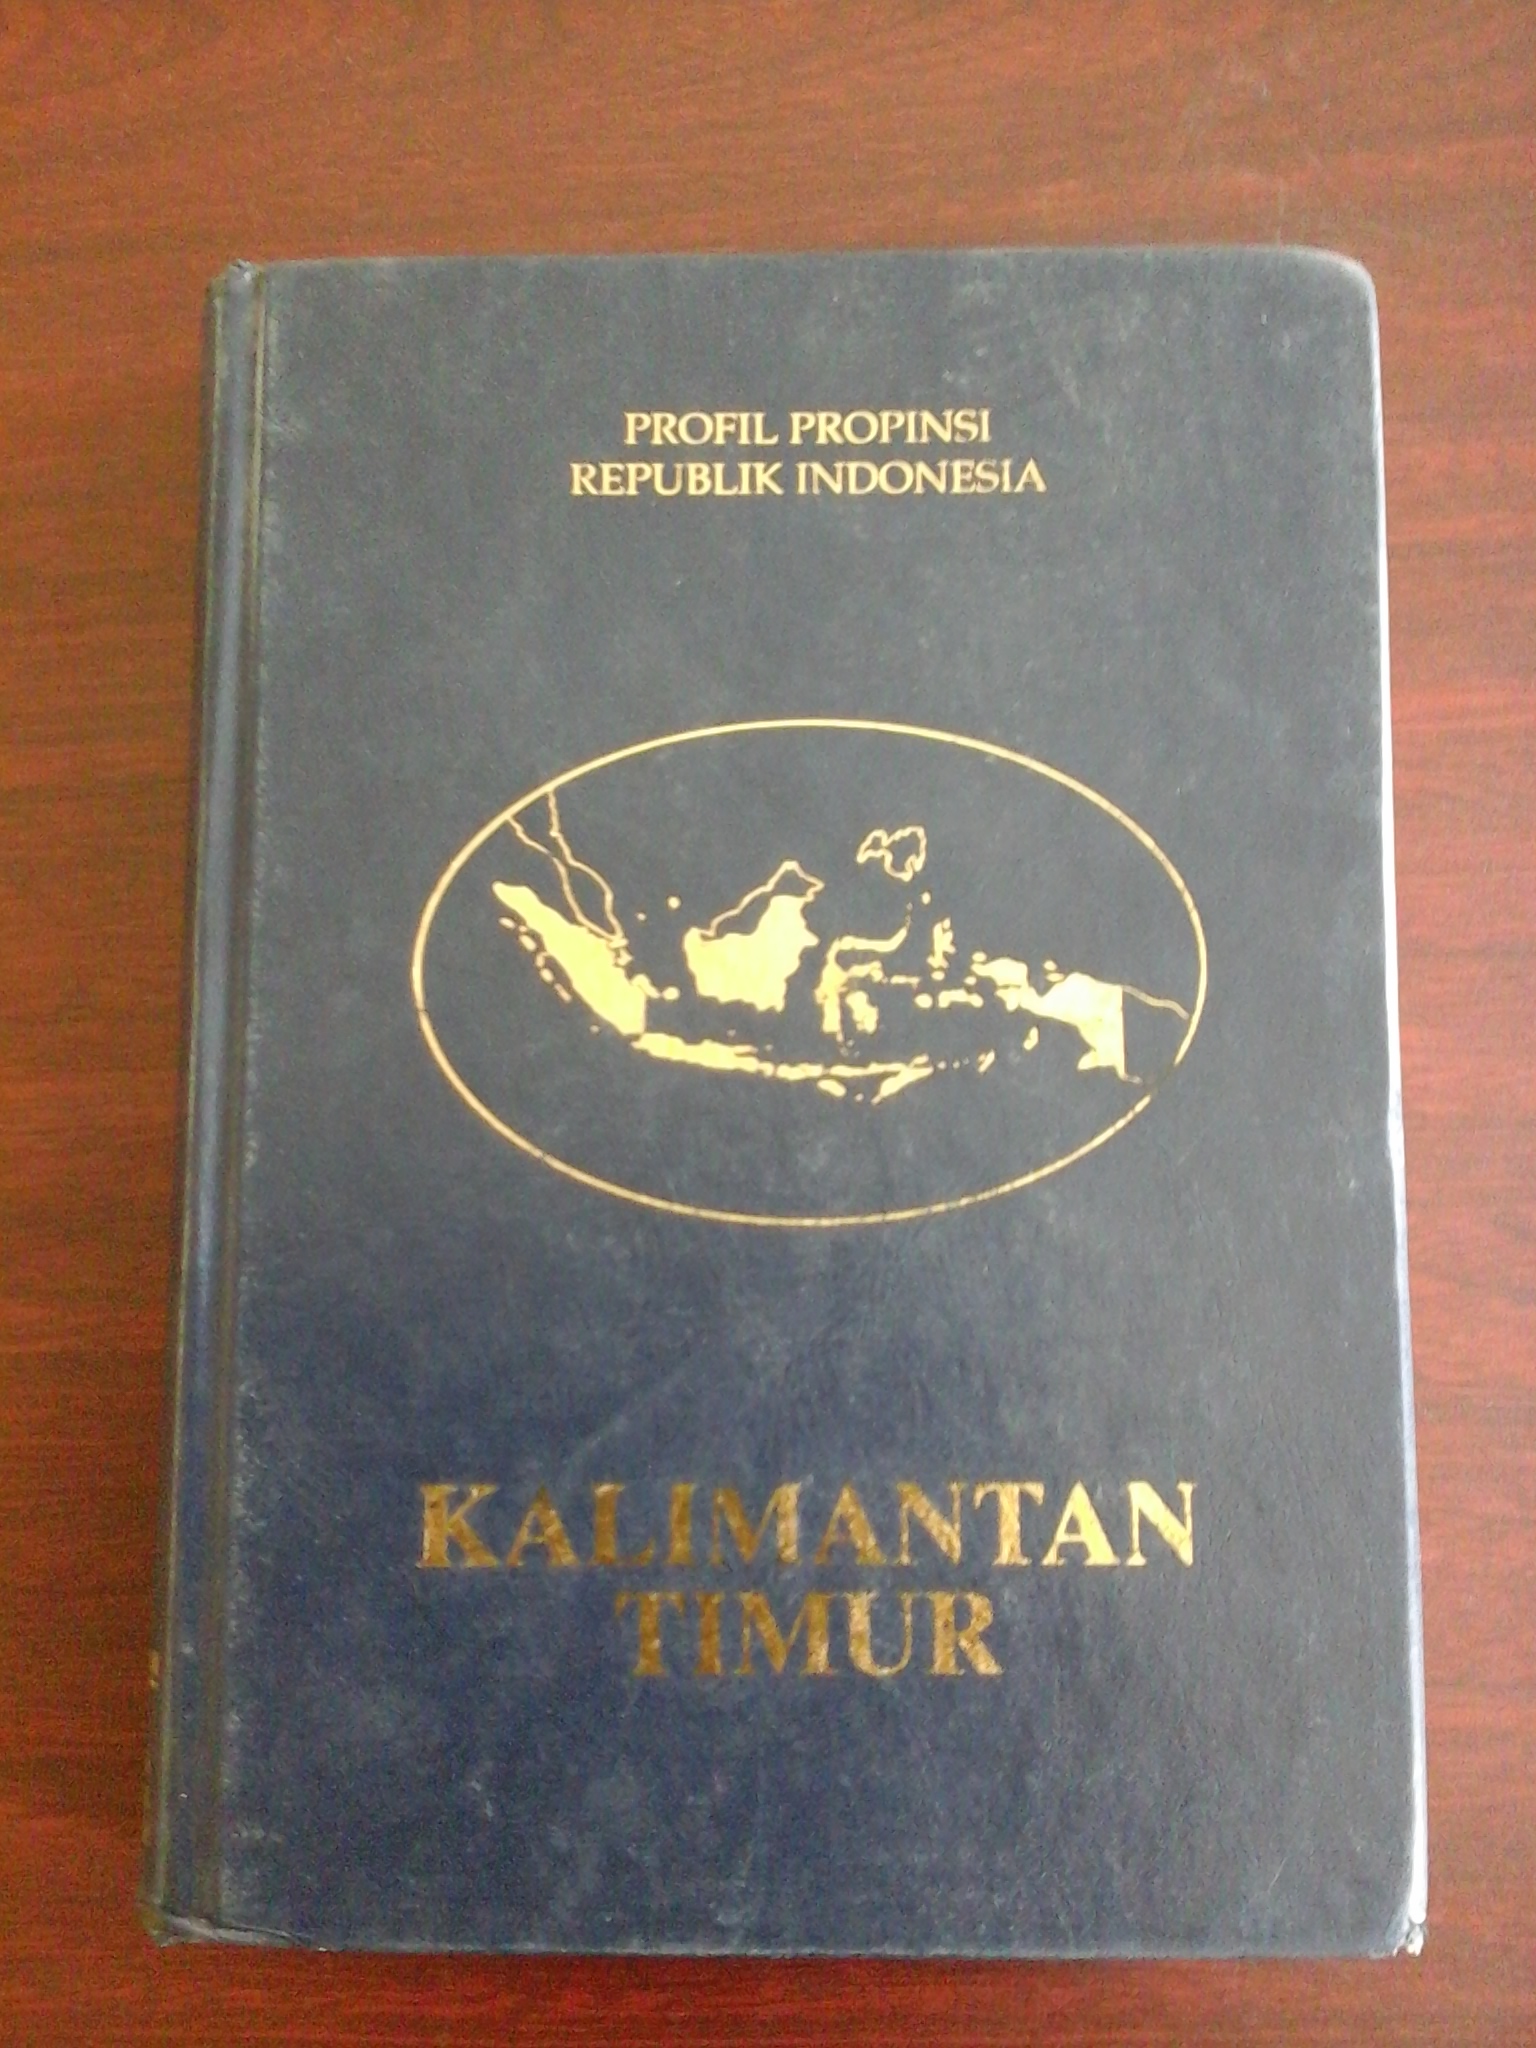 PROFIL PROPINSI
REPUBLIK INDONESIA
KALIMANTAN
TIMUR